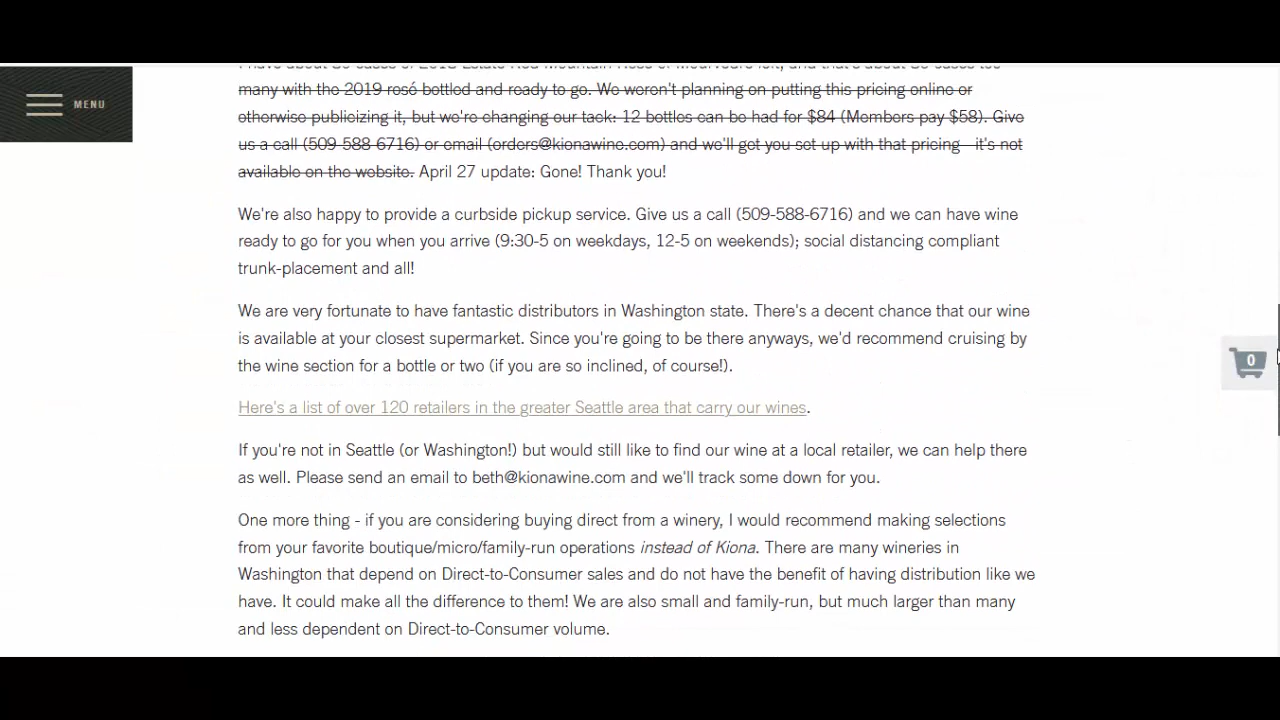 MENU
many with the 2019 rosé bottled and ready to go. We weren't planning on putting this pricing online or
otherwise publicizing it, but we're changing our tack: 12 bottles can be had for $84 (Members pay $58). Give
us a call (509-588-6716) or email (orders@kionawine.com) and we'll get you set up with that pricing—it's not
available on the website. April 27 update: Gone! Thank you!
We're also happy to provide a curbside pickup service. Give us a call (509-588-6716) and we can have wine
ready to go for you when you arrive (9:30-5 on weekdays, 12-5 on weekends); social distancing compliant
trunk-placement and all!
We are very fortunate to have fantastic distributors in Washington state. There's a decent chance that our wine
is available at your closest supermarket. Since you're going to be there anyways, we'd recommend cruising by
the wine section for a bottle or two (if you are so inclined, of course!).
0
Here's a list of over 120 retailers in the greater Seattle area that carry our wines.
If you're not in Seattle (or Washington!) but would still like to find our wine at a local retailer, we can help there
as well. Please send an email to beth@kionawine.com and we'll track some down for you.
One more thing - if you are considering buying direct from a winery, I would recommend making selections
from your favorite boutique/micro/family-run operations instead of Kiona. There are many wineries in
Washington that depend on Direct-to-Consumer sales and do not have the benefit of having distribution like we
have. It could make all the difference to them! We are also small and family-run, but much larger than many
and less dependent on Direct-to-Consumer volume.